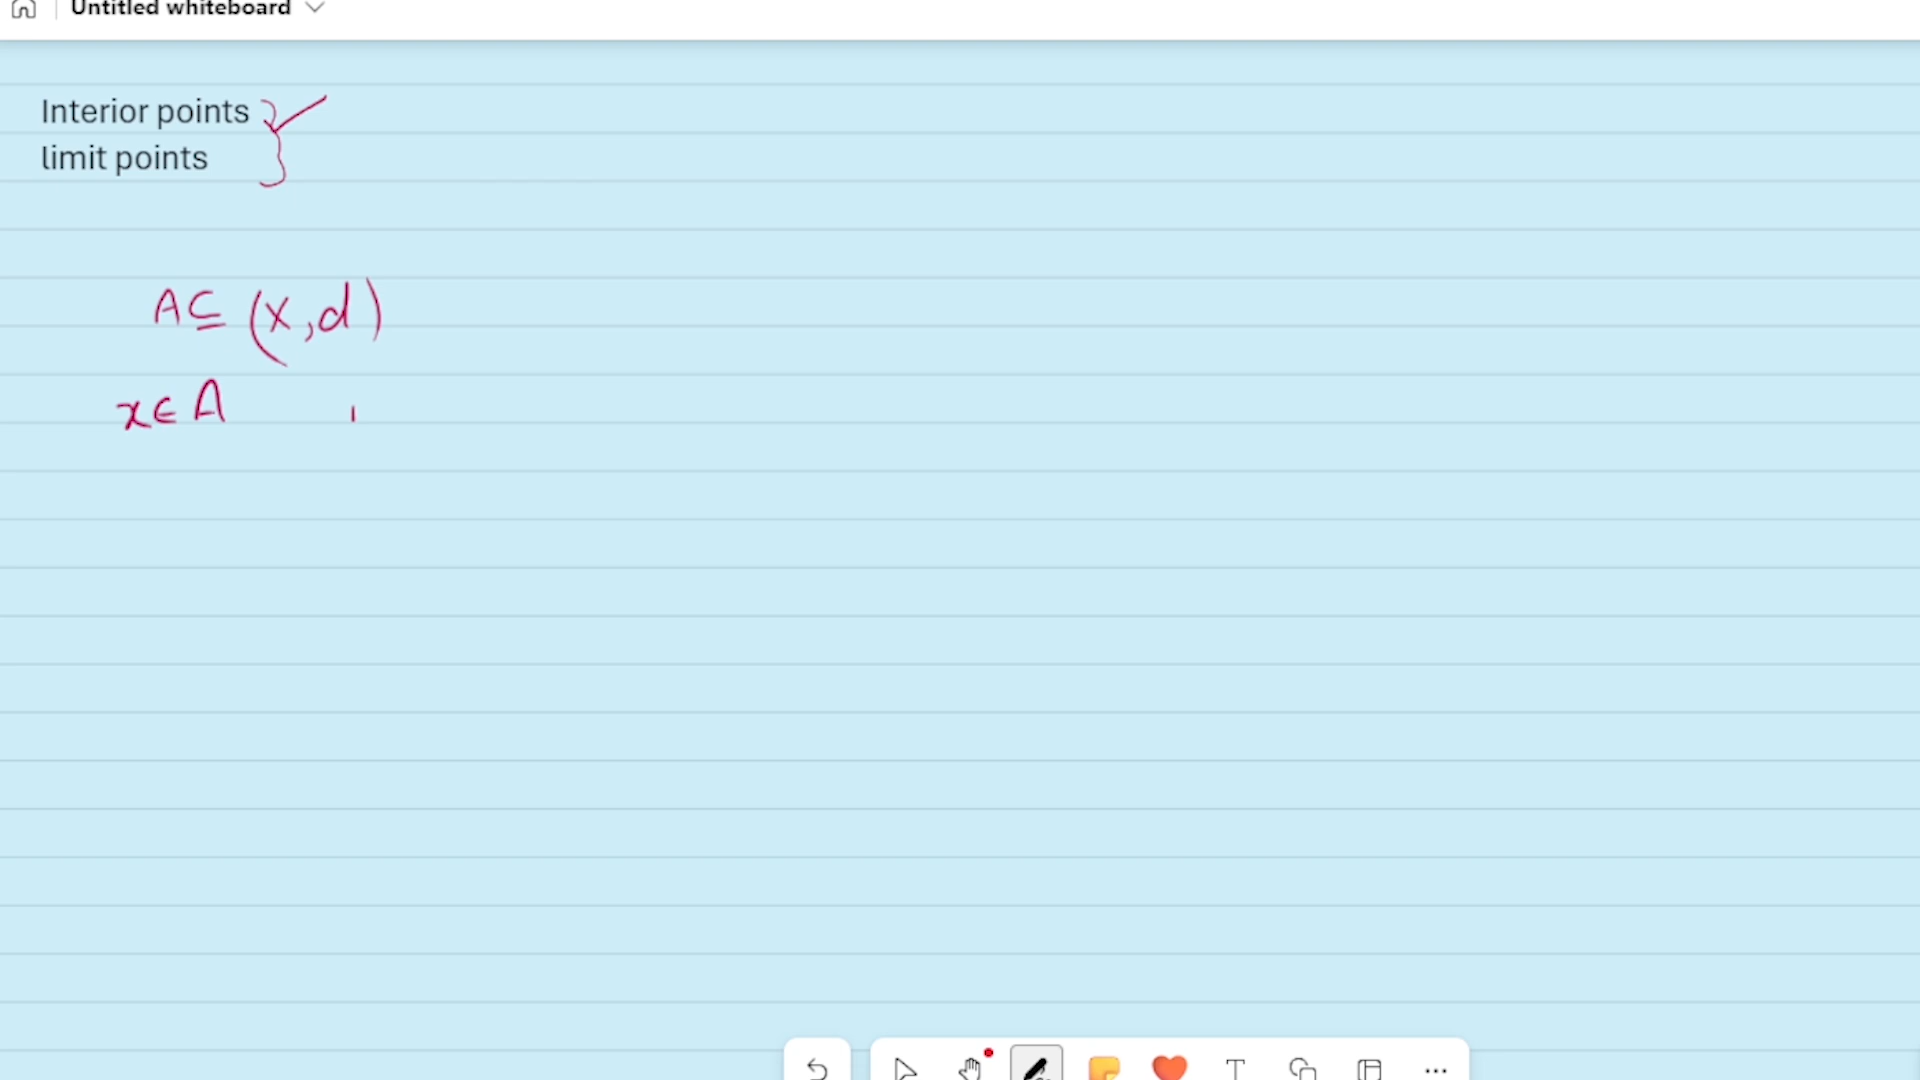 Untitled whiteboard
Interior points
limit points
A ⊆ (X, d)
x ∈ A